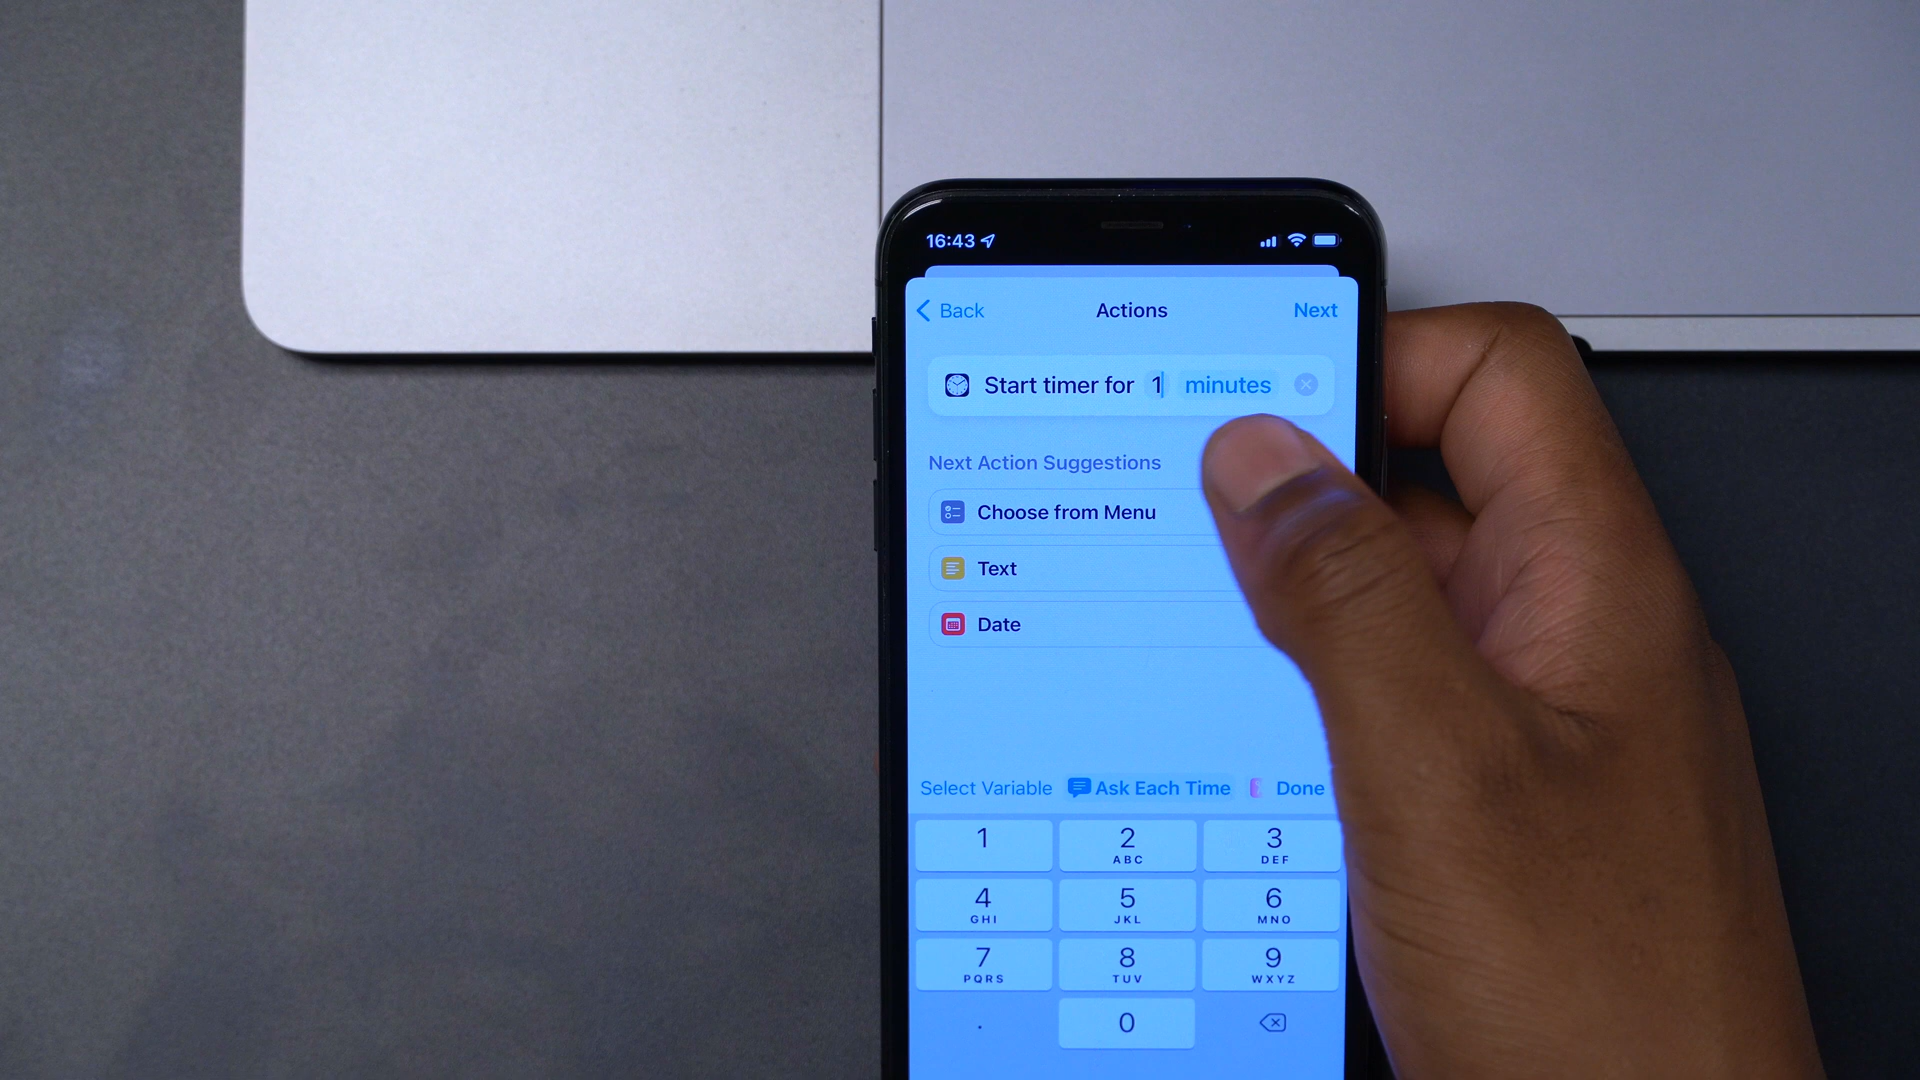 16:43
Back Actions Next
Start timer for 1 minutes
Next Action Suggestions
Choose from Menu
Text
Date
Select Variable Ask Each Time Done
1 2 ABC 3 DEF
4 GHI 5 JKL 6 MNO
7 PQRS 8 TUV 9 WXYZ
. 0